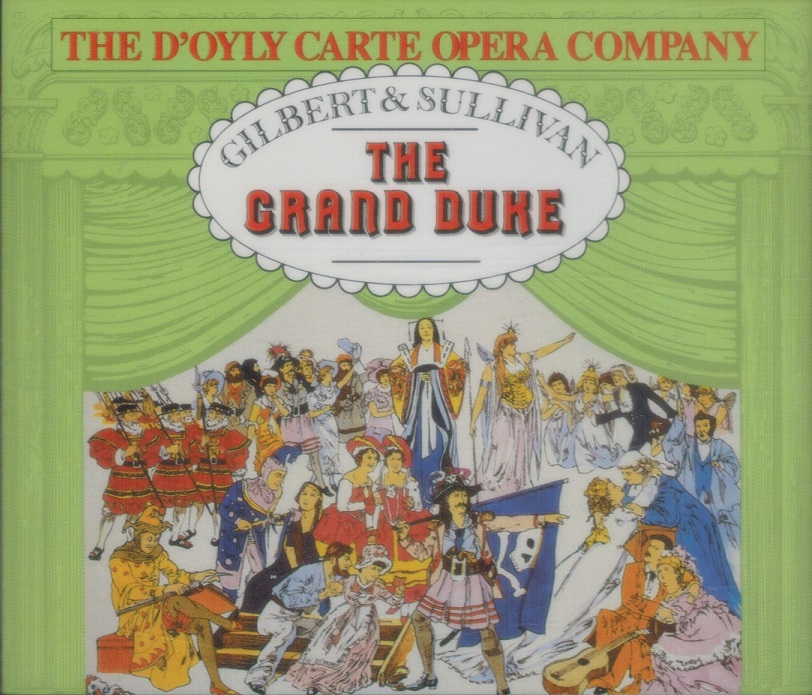 THE D'OYLY CARTE OPERA COMPANY
GILBERT & SULLIVAN
THE
GRAND DUKE